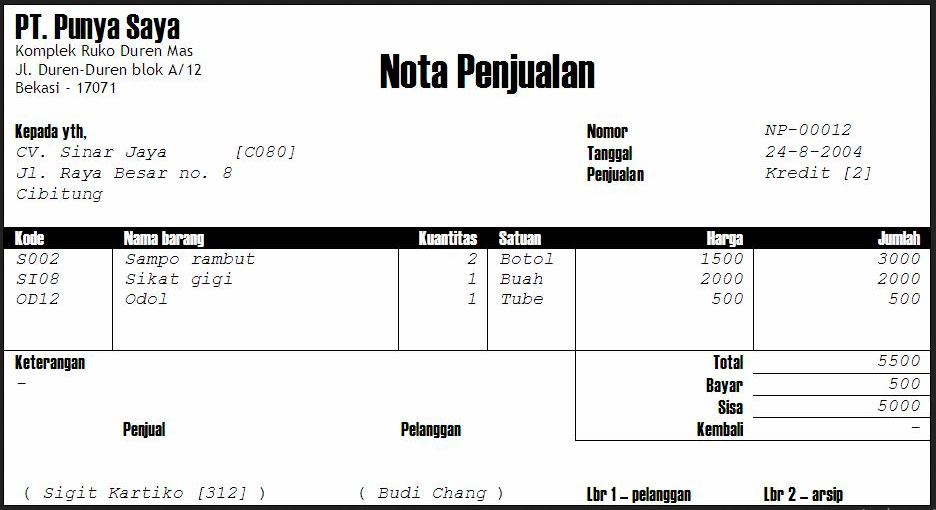 PT. Punya Saya
Komplek Ruko Duren Mas
Jl. Duren-Duren blok A/12
Bekasi - 17071
Nota Penjualan
Kepada yth,
CV. Sinar Jaya [C080]
Jl. Raya Besar no. 8
Cibitung
Nomor NP-00012
Tanggal 24-8-2004
Penjualan Kredit [2]
Kode Nama barang Kuantitas Satuan Harga Jumlah
S002 Sampo rambut 2 Botol 1500 3000
SI08 Sikat gigi 1 Buah 2000 2000
OD12 Odol 1 Tube 500 500
Keterangan
-
Total 5500
Bayar 500
Sisa 5000
Kembali -
Penjual Pelanggan
( Sigit Kartiko [312] ) ( Budi Chang ) Lbr 1 - pelanggan Lbr 2 - arsip